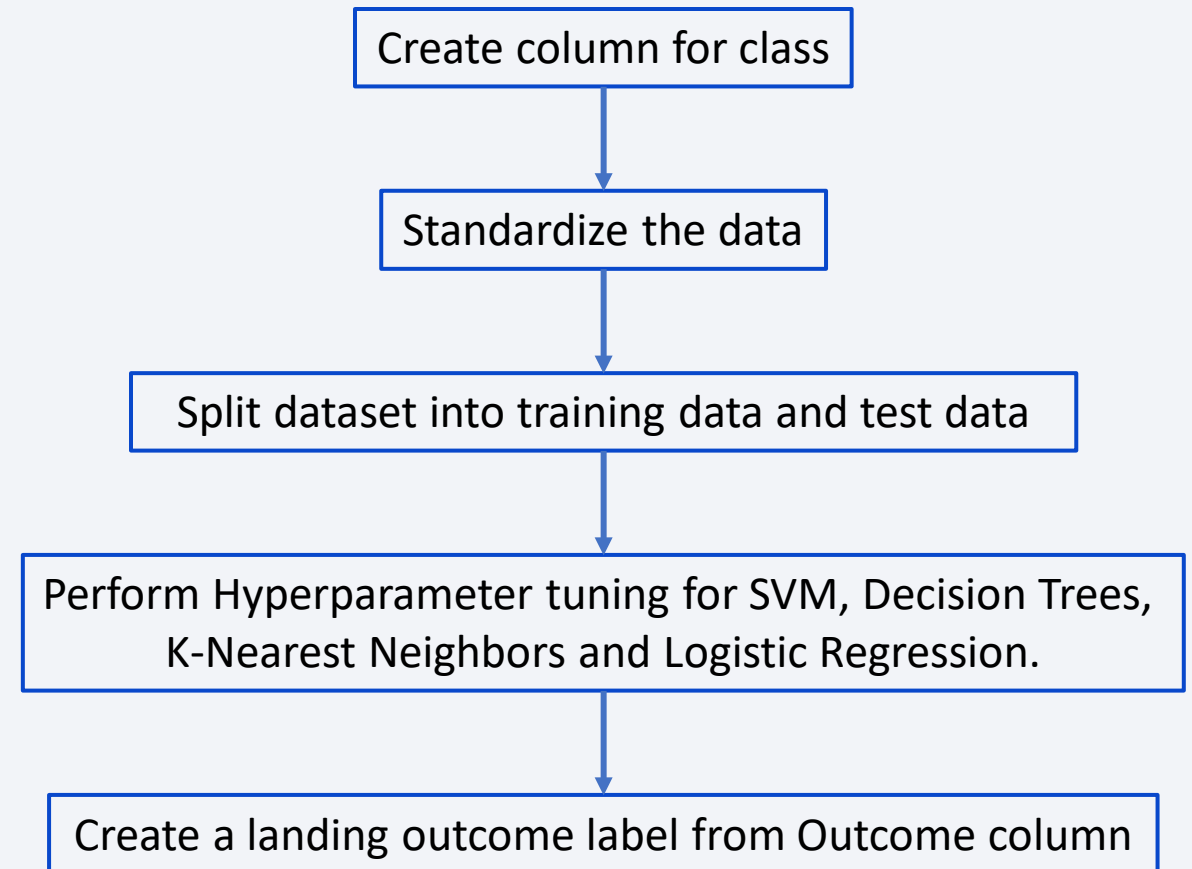 Create column for class
Standardize the data
Split dataset into training data and test data
Perform Hyperparameter tuning for SVM, Decision Trees,
K-Nearest Neighbors and Logistic Regression.
Create a landing outcome label from Outcome column